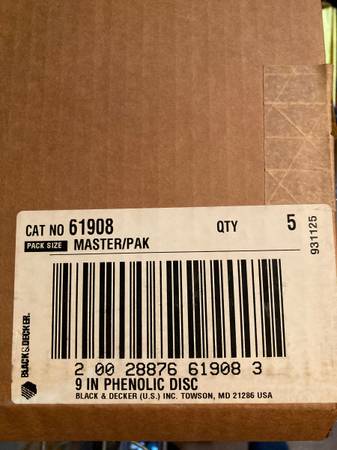 CAT NO 61908 QTY 5
PACK SIZE MASTER/PAK
931125
BLACK&DECKER.
2 00 28876 61908 3
9 IN PHENOLIC DISC
BLACK & DECKER (U.S.) INC. TOWSON, MD 21286 USA